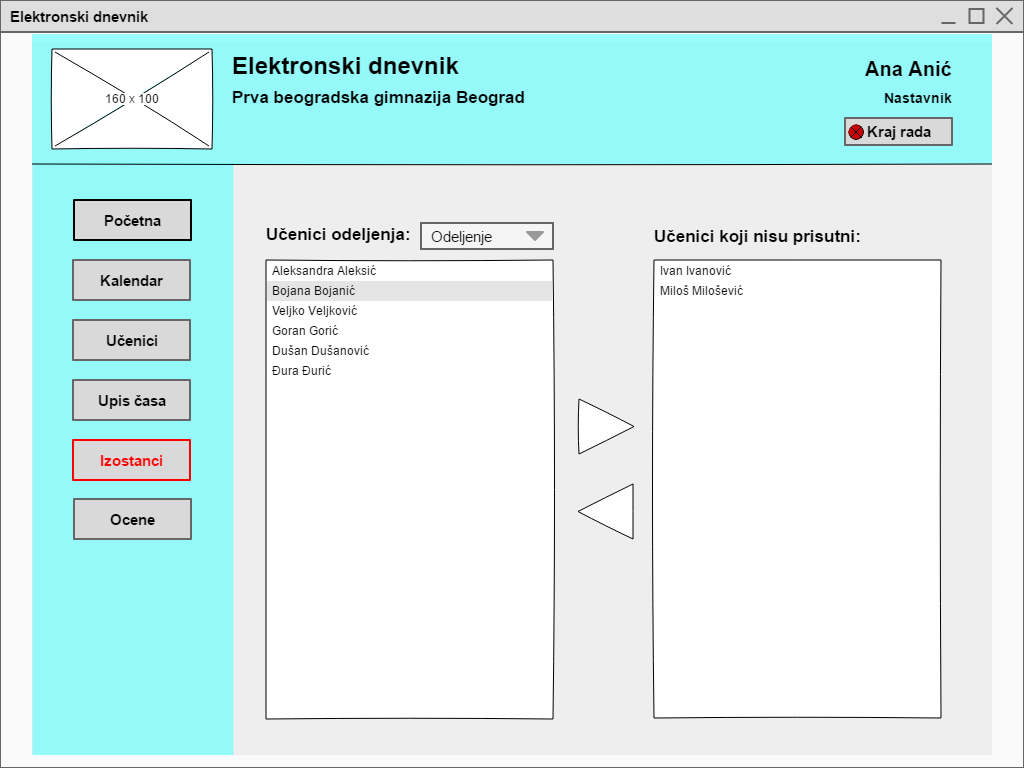 Elektronski dnevnik
160 x 100
Elektronski dnevnik
Prva beogradska gimnazija Beograd
Ana Anić
Nastavnik
Kraj rada
Početna
Kalendar
Učenici
Upis časa
Izostanci
Ocene
Učenici odeljenja:
Odeljenje
Aleksandra Aleksić
Bojana Bojanić
Veljko Veljković
Goran Gorić
Dušan Dušanović
Đura Đurić
Učenici koji nisu prisutni:
Ivan Ivanović
Miloš Milošević